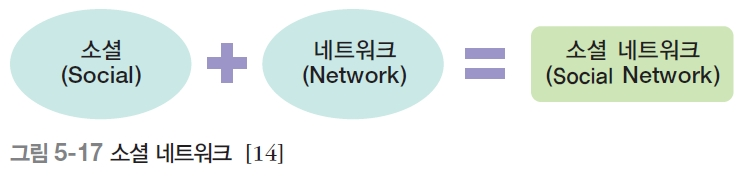 소셜
(Social)
+
네트워크
(Network)
=
소셜 네트워크
(Social Network)
그림 5-17 소셜 네트워크 [14]